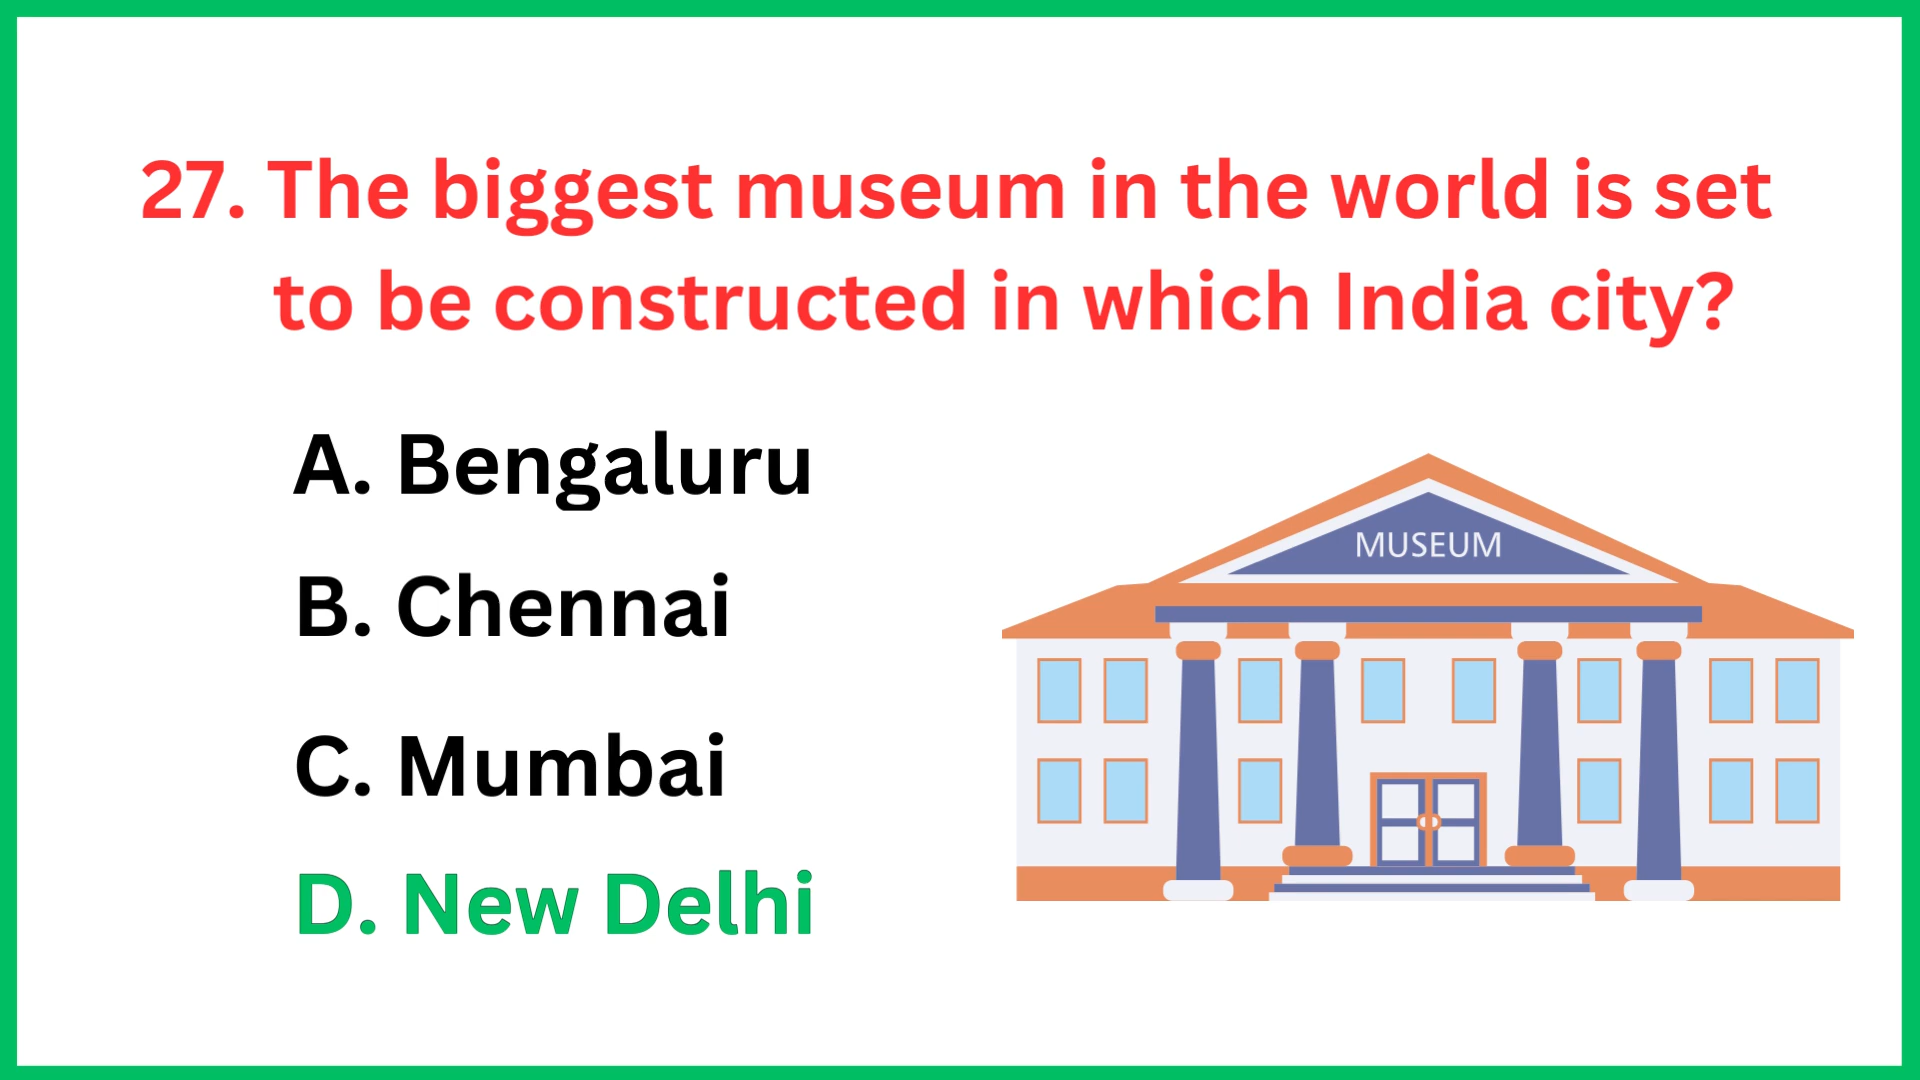 27. The biggest museum in the world is set
to be constructed in which India city?
A. Bengaluru
B. Chennai
C. Mumbai
D. New Delhi
MUSEUM